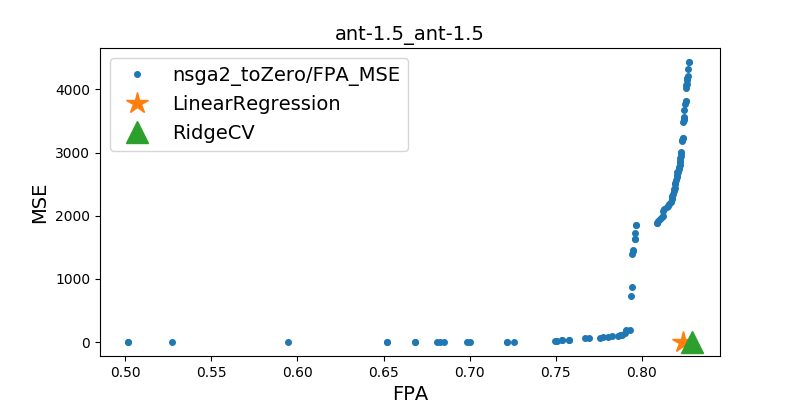 ant-1.5_ant-1.5
nsga2_toZero/FPA_MSE
LinearRegression
RidgeCV
MSE
4000
3000
2000
1000
0
0.50 0.55 0.60 0.65 0.70 0.75 0.80
FPA